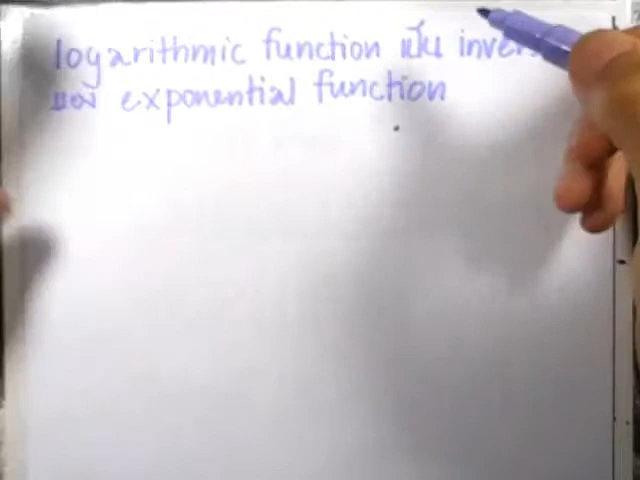 logarithmic function เป็น
ของ exponential function